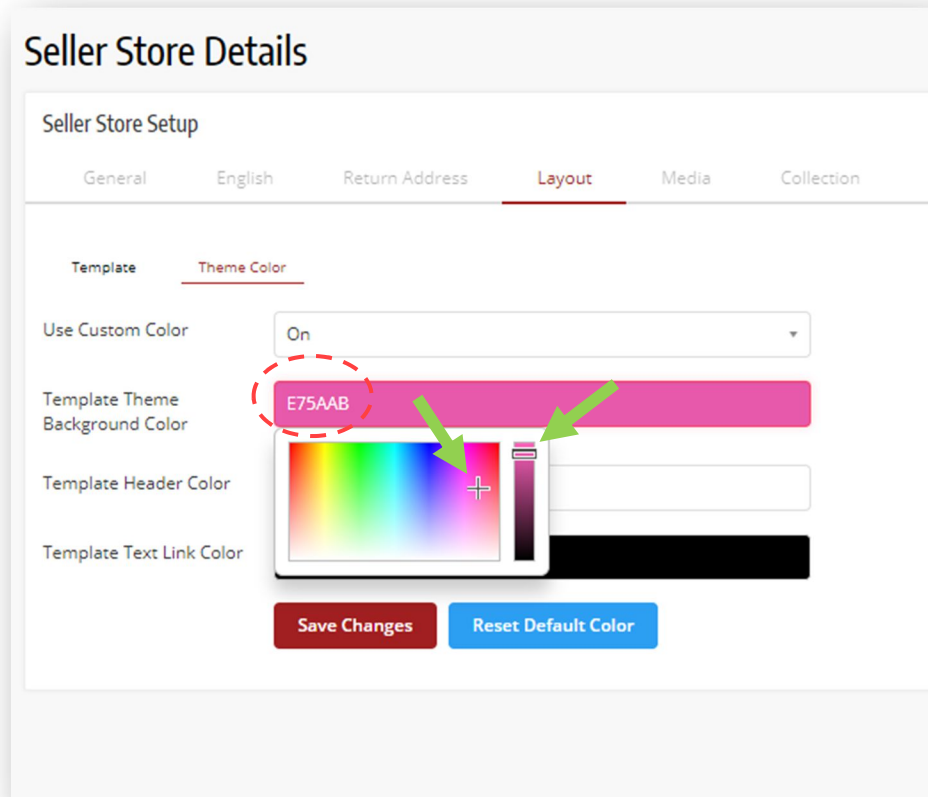 Seller Store Details
Seller Store Setup
General English Return Address Layout Media Collection
Template Theme Color
Use Custom Color On
Template Theme E75AAB
Background Color
Template Header Color
Template Text Link Color
Save Changes Reset Default Color